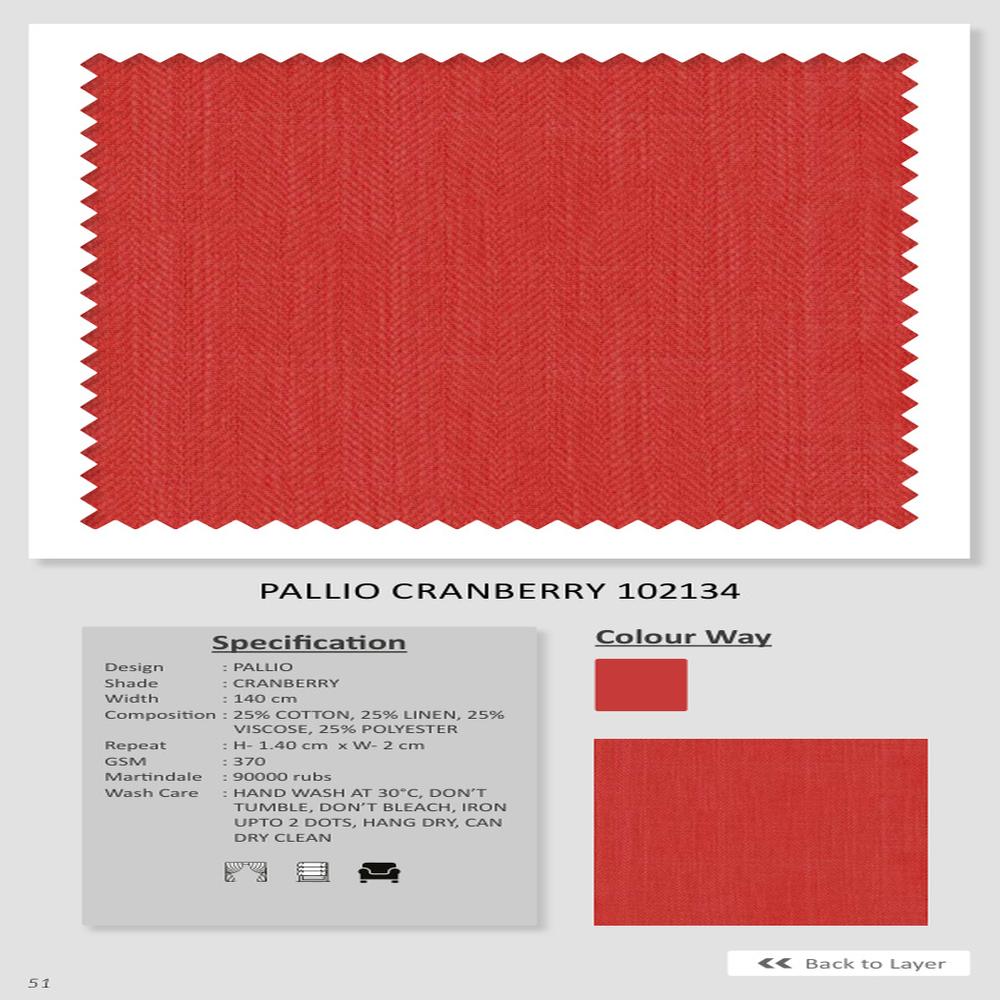 PALLIO CRANBERRY 102134
Specification
Design : PALLIO
Shade : CRANBERRY
Width : 140 cm
Composition : 25% COTTON, 25% LINEN, 25%
VISCOSE, 25% POLYESTER
Repeat : H- 1.40 cm x W- 2 cm
GSM : 370
Martindale : 90000 rubs
Wash Care : HAND WASH AT 30°C, DON’T
TUMBLE, DON’T BLEACH, IRON
UPTO 2 DOTS, HANG DRY, CAN
DRY CLEAN
Colour Way
Back to Layer
51